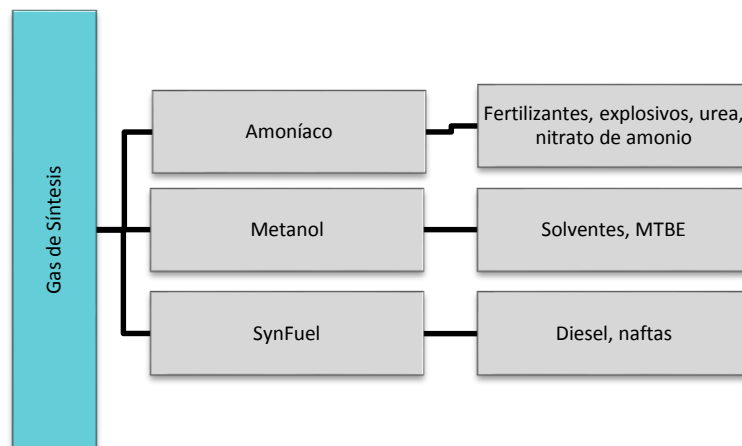 Gas de Síntesis
Amoníaco
Fertilizantes, explosivos, urea,
nitrato de amonio
Metanol
Solventes, MTBE
SynFuel
Diesel, naftas